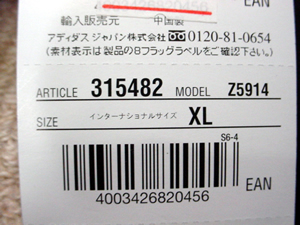 4003426820456
EAN
輸入販売元 中国製
アディダス ジャパン株式会社 0120-81-0654
(素材表示は製品のBフラッグラベルをご確認下さい。)
ARTICLE 315482 MODEL Z5914
SIZE インターナショナルサイズ XL
S6-4
4003426820456
EAN